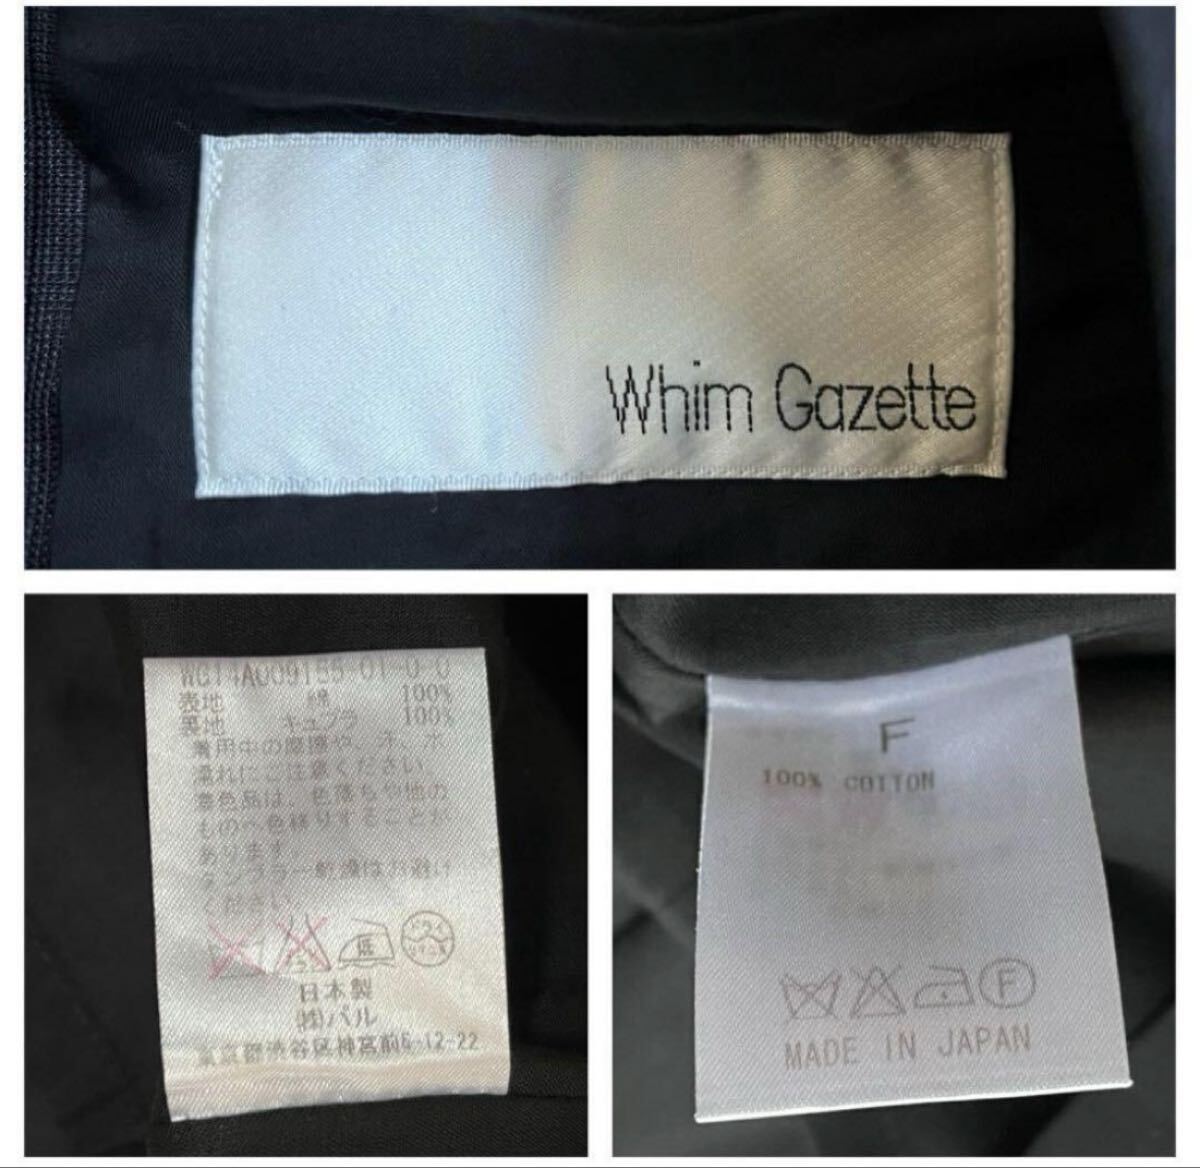 Whim Gazette
WG14A009155-01-0-0
表地 綿 100%
裏地 キュプラ 100%
着用中の摩擦や、汗、水
濡れにご注意ください。
濃色品は、色落ちや他の
ものへ色移りすることが
あります。
タンブラー乾燥はお避け
ください。
低 ドライ
日本製
㈱パル
東京都渋谷区神宮前6-12-22
F
100% COTTON
F
MADE IN JAPAN